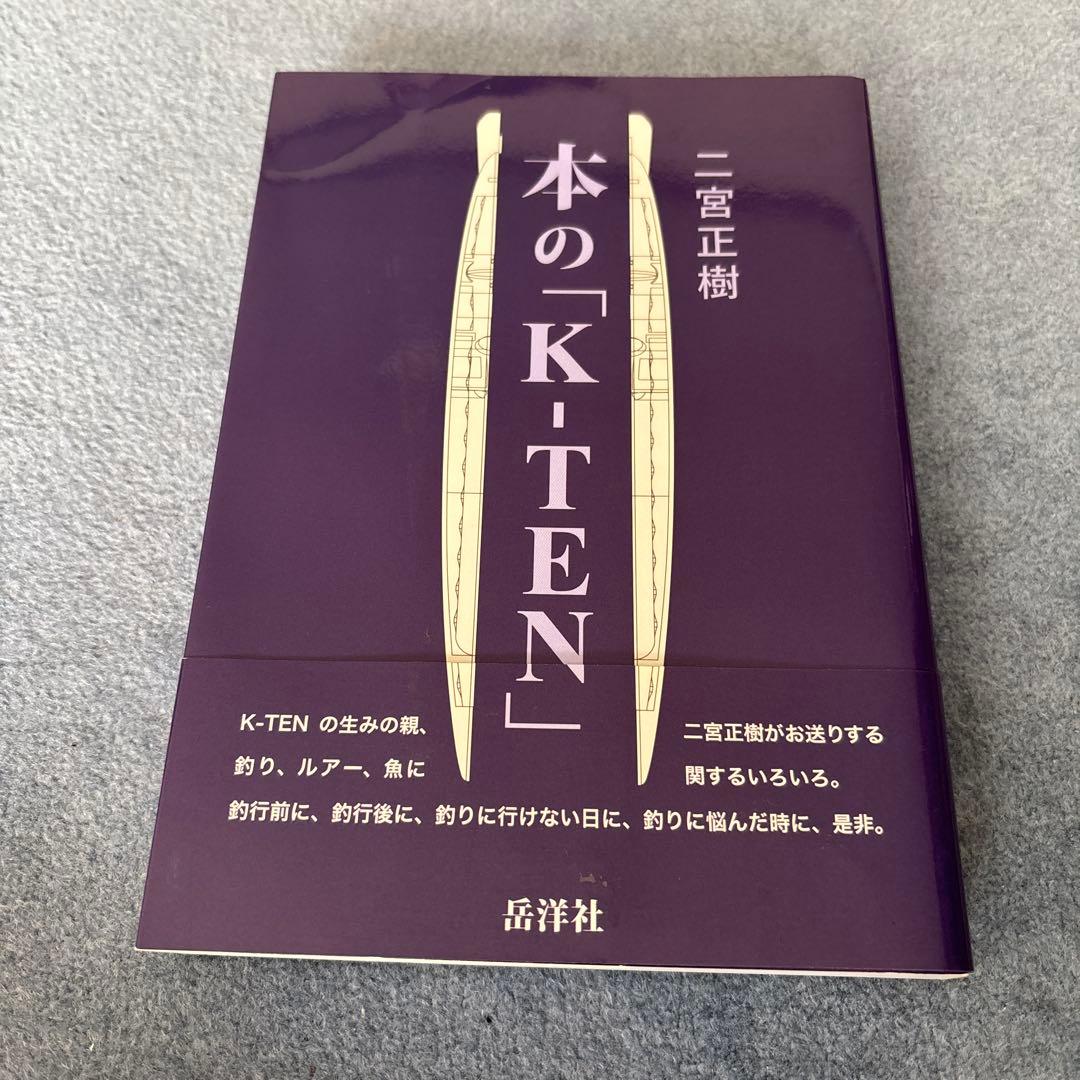 二宮正樹
本の「K-TEN」
K-TEN の生みの親、二宮正樹がお送りする
釣り、ルアー、魚に関するいろいろ。
釣行前に、釣行後に、釣りに行けない日に、釣りに悩んだ時に、是非。
岳洋社